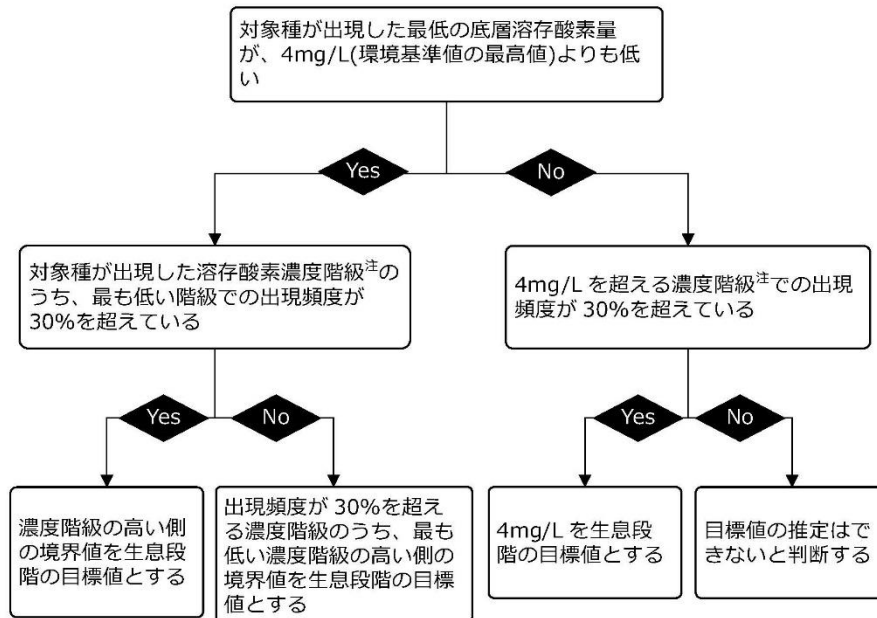 対象種が出現した最低の底層溶存酸素量
が、4mg/L(環境基準値の最高値)よりも低
い
Yes
No
対象種が出現した溶存酸素濃度階級注の
うち、最も低い階級での出現頻度が
30%を超えている
4mg/L を超える濃度階級注での出現
頻度が 30%を超えている
Yes
No
Yes
No
濃度階級の高い側
の境界値を生息段
階の目標値とする
出現頻度が 30%を超え
る濃度階級のうち、最も
低い濃度階級の高い側の
境界値を生息段階の目標
値とする
4mg/L を生息段
階の目標値とする
目標値の推定はで
きないと判断する